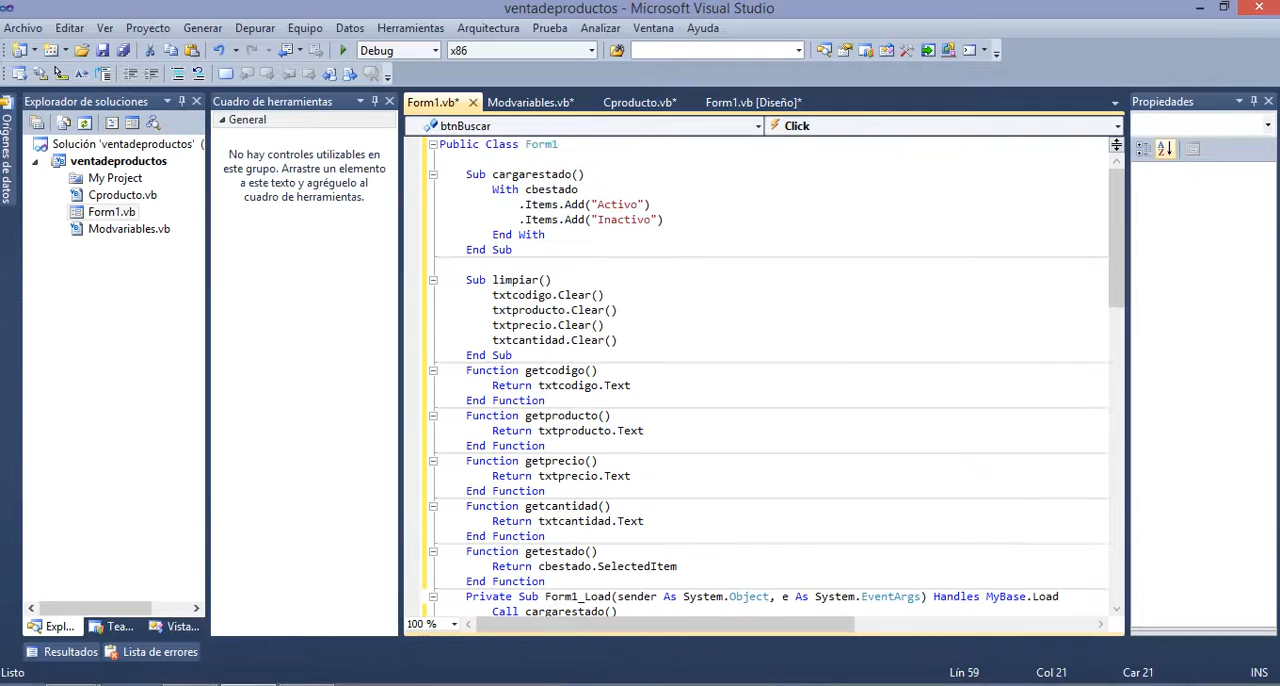 ventadeproductos - Microsoft Visual Studio
Archivo Editar Ver Proyecto Generar Depurar Equipo Datos Herramientas Arquitectura Prueba Analizar Ventana Ayuda
Debug x86
Explorador de soluciones
Cuadro de herramientas
Form1.vb* Modvariables.vb* Cproducto.vb* Form1.vb [Diseño]*
Propiedades
Orígenes de datos
Solución 'ventadeproductos' (
ventadeproductos
My Project
Cproducto.vb
Form1.vb
Modvariables.vb
General
No hay controles utilizables en
este grupo. Arrastre un elemento
a este texto y agréguelo al
cuadro de herramientas.
btnBuscar Click
Public Class Form1
Sub cargarestado()
With cbestado
.Items.Add("Activo")
.Items.Add("Inactivo")
End With
End Sub
Sub limpiar()
txtcodigo.Clear()
txtproducto.Clear()
txtprecio.Clear()
txtcantidad.Clear()
End Sub
Function getcodigo()
Return txtcodigo.Text
End Function
Function getproducto()
Return txtproducto.Text
End Function
Function getprecio()
Return txtprecio.Text
End Function
Function getcantidad()
Return txtcantidad.Text
End Function
Function getestado()
Return cbestado.SelectedItem
End Function
Private Sub Form1_Load(sender As System.Object, e As System.EventArgs) Handles MyBase.Load
Call cargarestado()
100 %
Expl... Tea... Vista...
Resultados Lista de errores
Listo Lín 59 Col 21 Car 21 INS